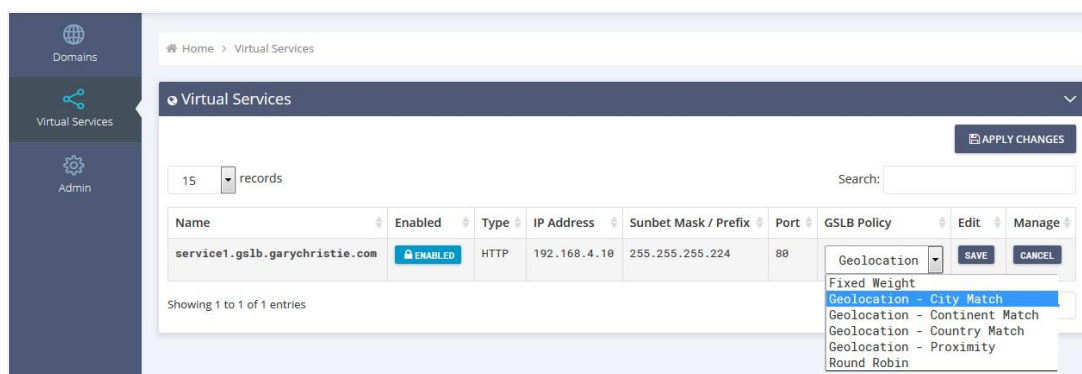 Domains
Virtual Services
Admin
Home > Virtual Services
Virtual Services
APPLY CHANGES
15 records
Search:
Name Enabled Type IP Address Sunbet Mask / Prefix Port GSLB Policy Edit Manage
service1.gslb.garychristie.com ENABLED HTTP 192.168.4.10 255.255.255.224 80 Geolocation SAVE CANCEL
Fixed Weight
Geolocation - City Match
Geolocation - Continent Match
Geolocation - Country Match
Geolocation - Proximity
Round Robin
Showing 1 to 1 of 1 entries